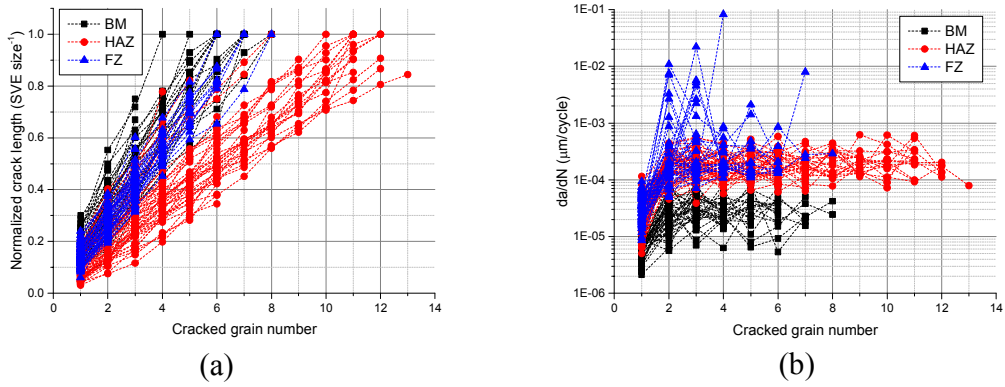 BM
HAZ
FZ
Normalized crack length (SVE size⁻¹)
1.0
0.8
0.6
0.4
0.2
0.0
0 2 4 6 8 10 12 14
Cracked grain number
(a)
BM
HAZ
FZ
da/dN (μm/cycle)
1E-01
1E-02
1E-03
1E-04
1E-05
1E-06
0 2 4 6 8 10 12 14
Cracked grain number
(b)